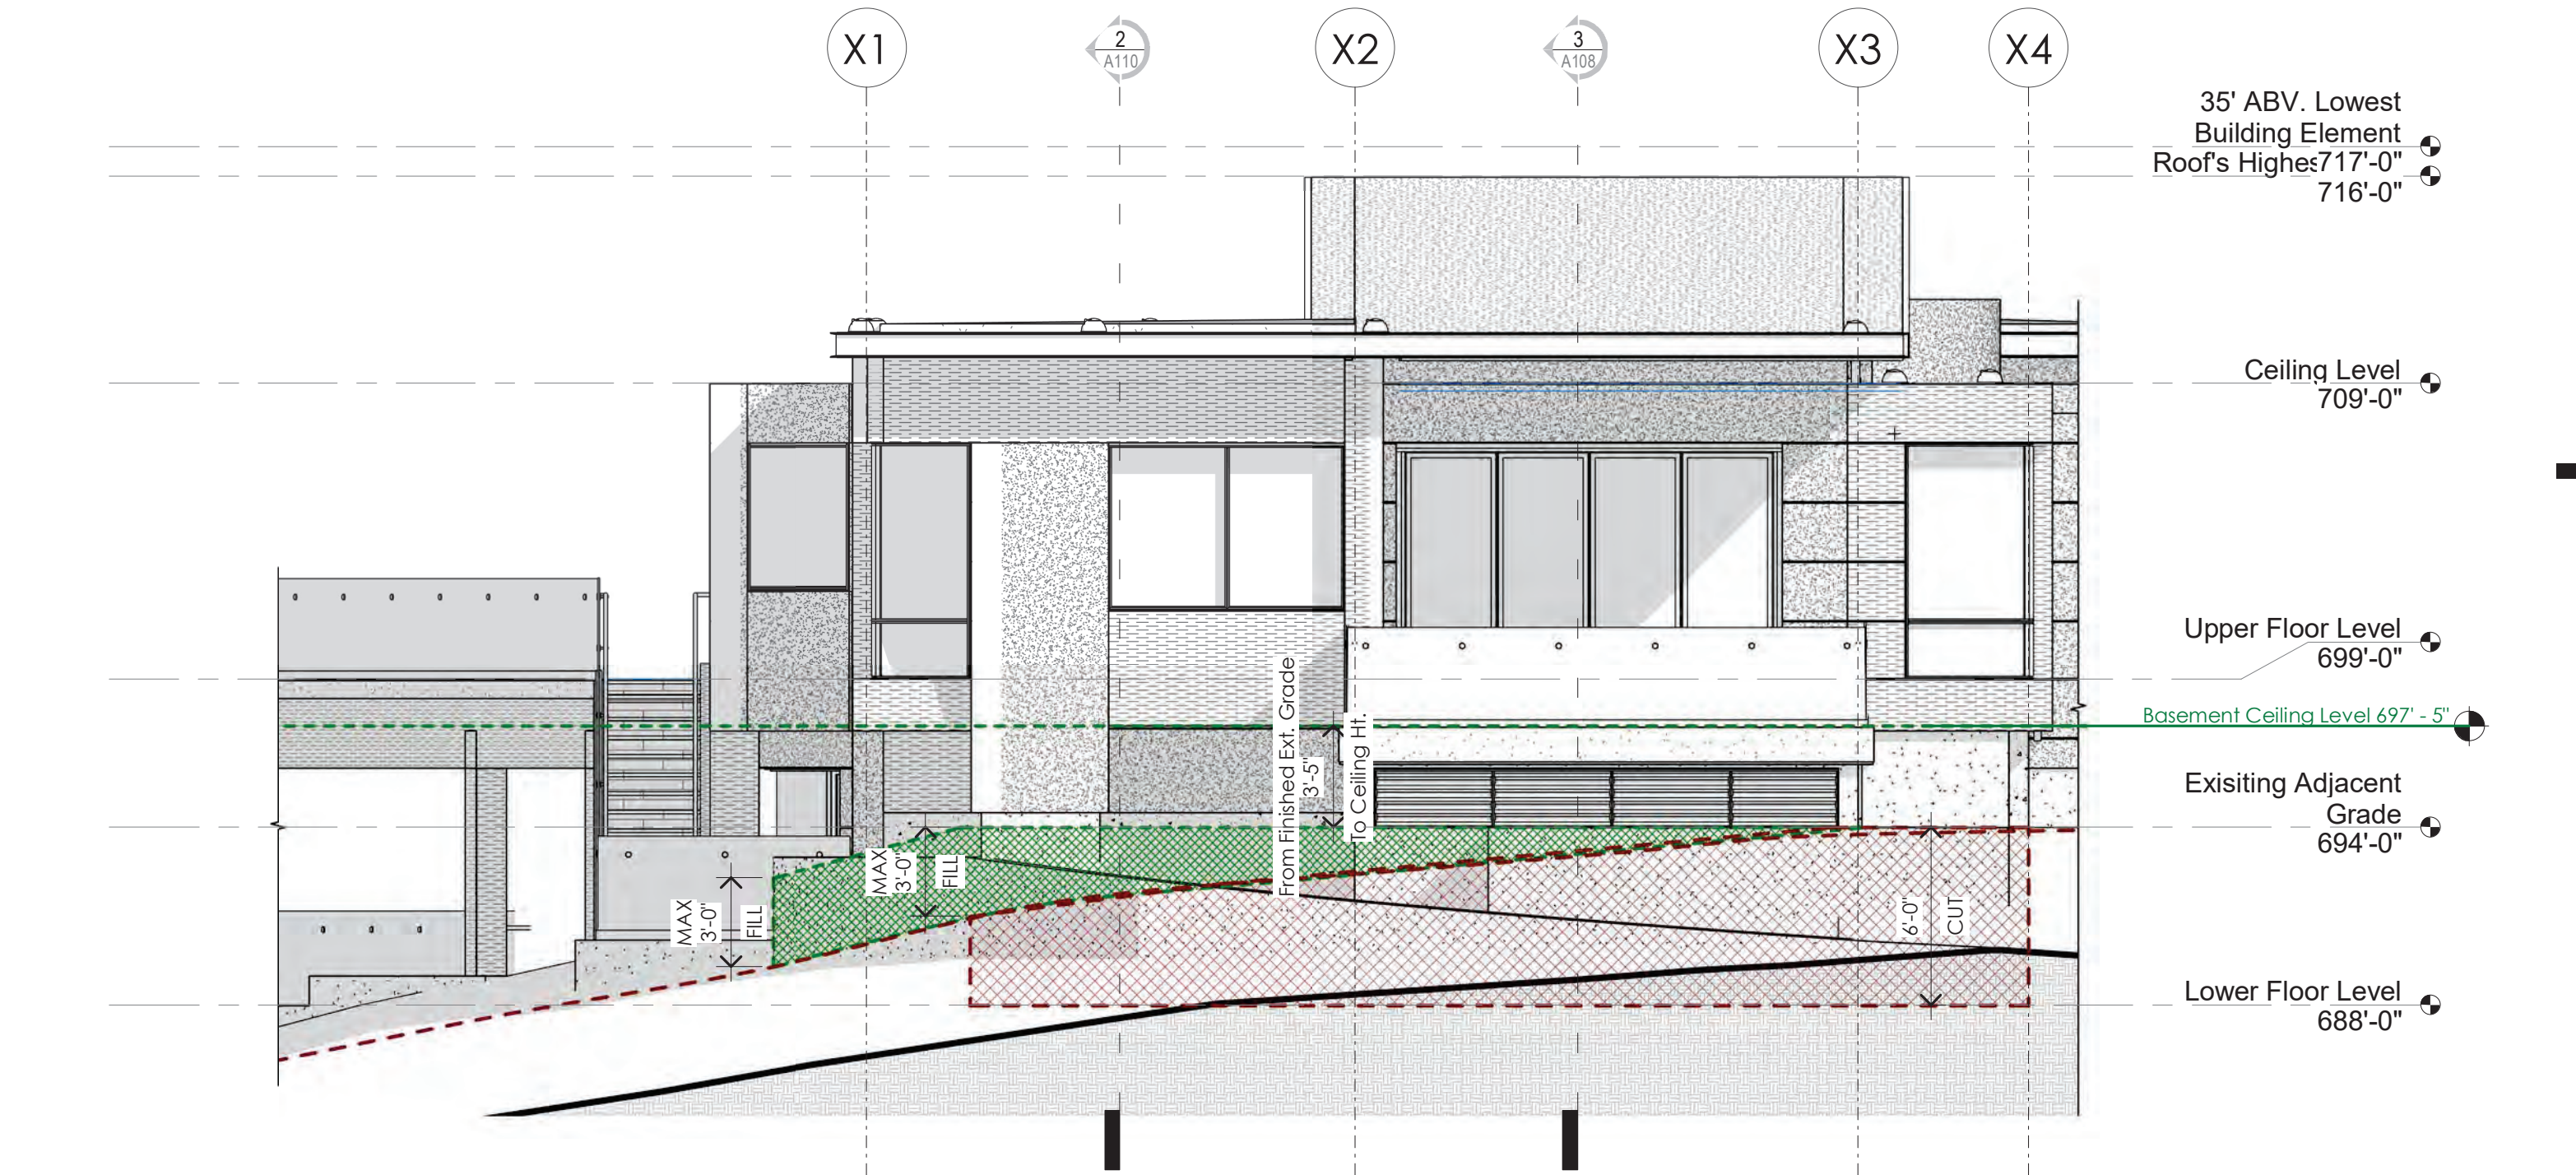 X1
2
A110
X2
3
A108
X3
X4
35' ABV. Lowest
Building Element
717'-0"
Roof's Highes
716'-0"
Ceiling Level
709'-0"
Upper Floor Level
699'-0"
Basement Ceiling Level 697' - 5"
Exisiting Adjacent
Grade
694'-0"
Lower Floor Level
688'-0"
From Finished Ext. Grade
3'-5"
To Ceiling Ht.
MAX
3'-0"
FILL
MAX
3'-0"
FILL
6'-0"
CUT